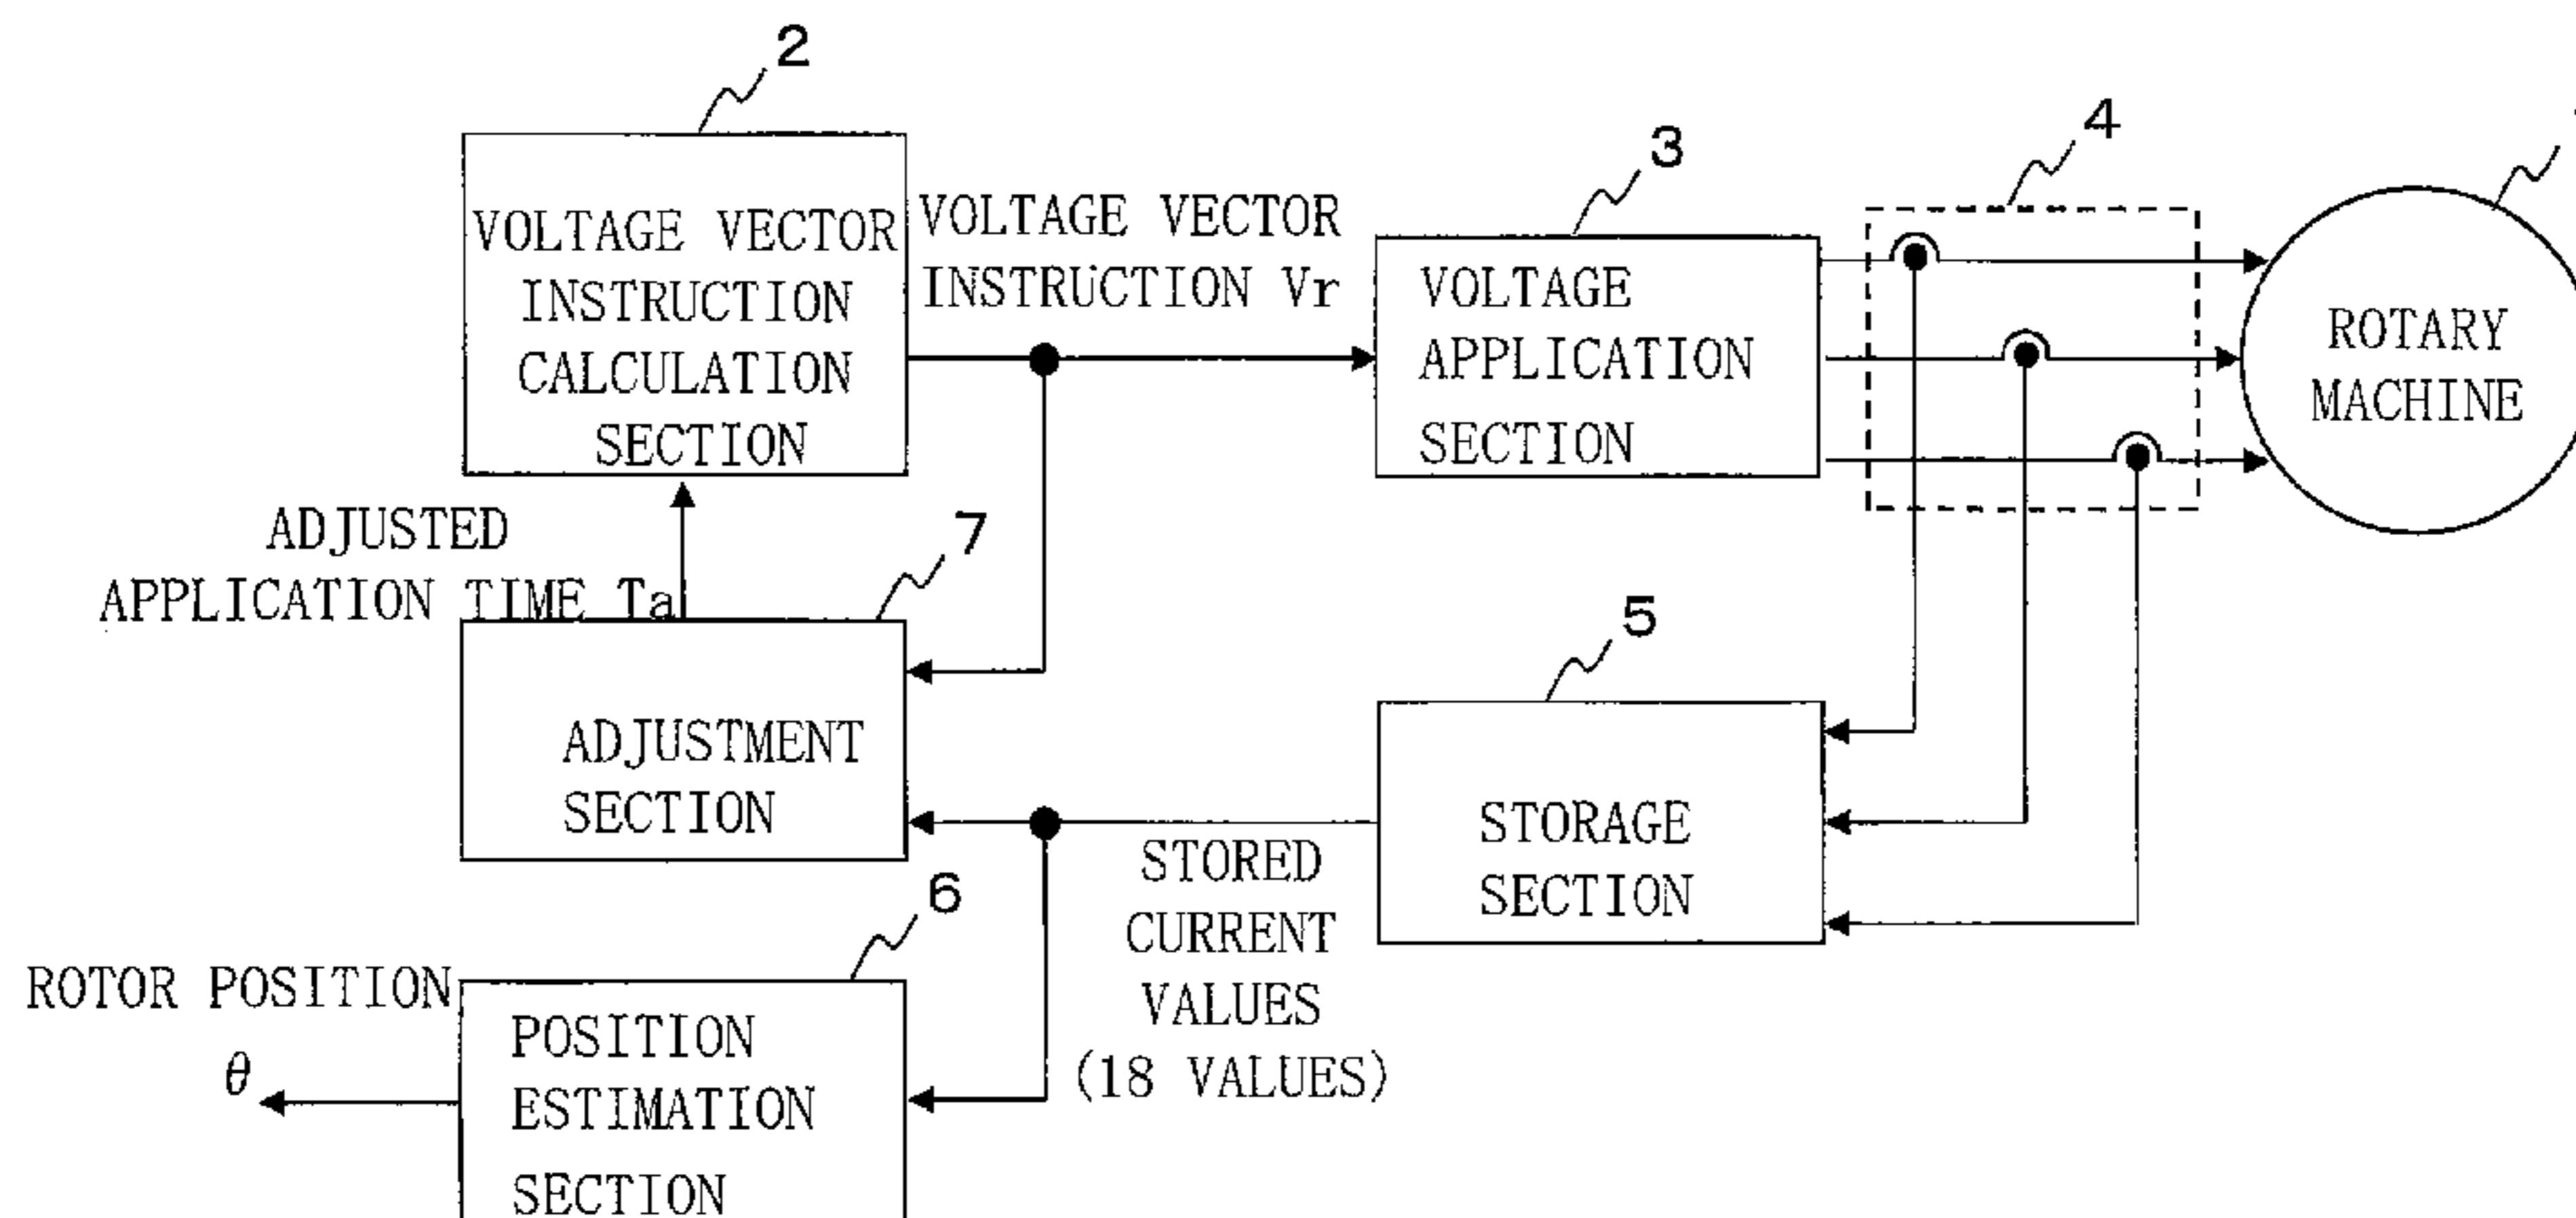 2
VOLTAGE VECTOR
INSTRUCTION
CALCULATION
SECTION
VOLTAGE VECTOR
INSTRUCTION Vr
3
VOLTAGE
APPLICATION
SECTION
4
ROTARY
MACHINE
ADJUSTED
APPLICATION TIME Ta
7
ADJUSTMENT
SECTION
5
STORAGE
SECTION
STORED
CURRENT
VALUES
(18 VALUES)
6
ROTOR POSITION
θ
POSITION
ESTIMATION
SECTION